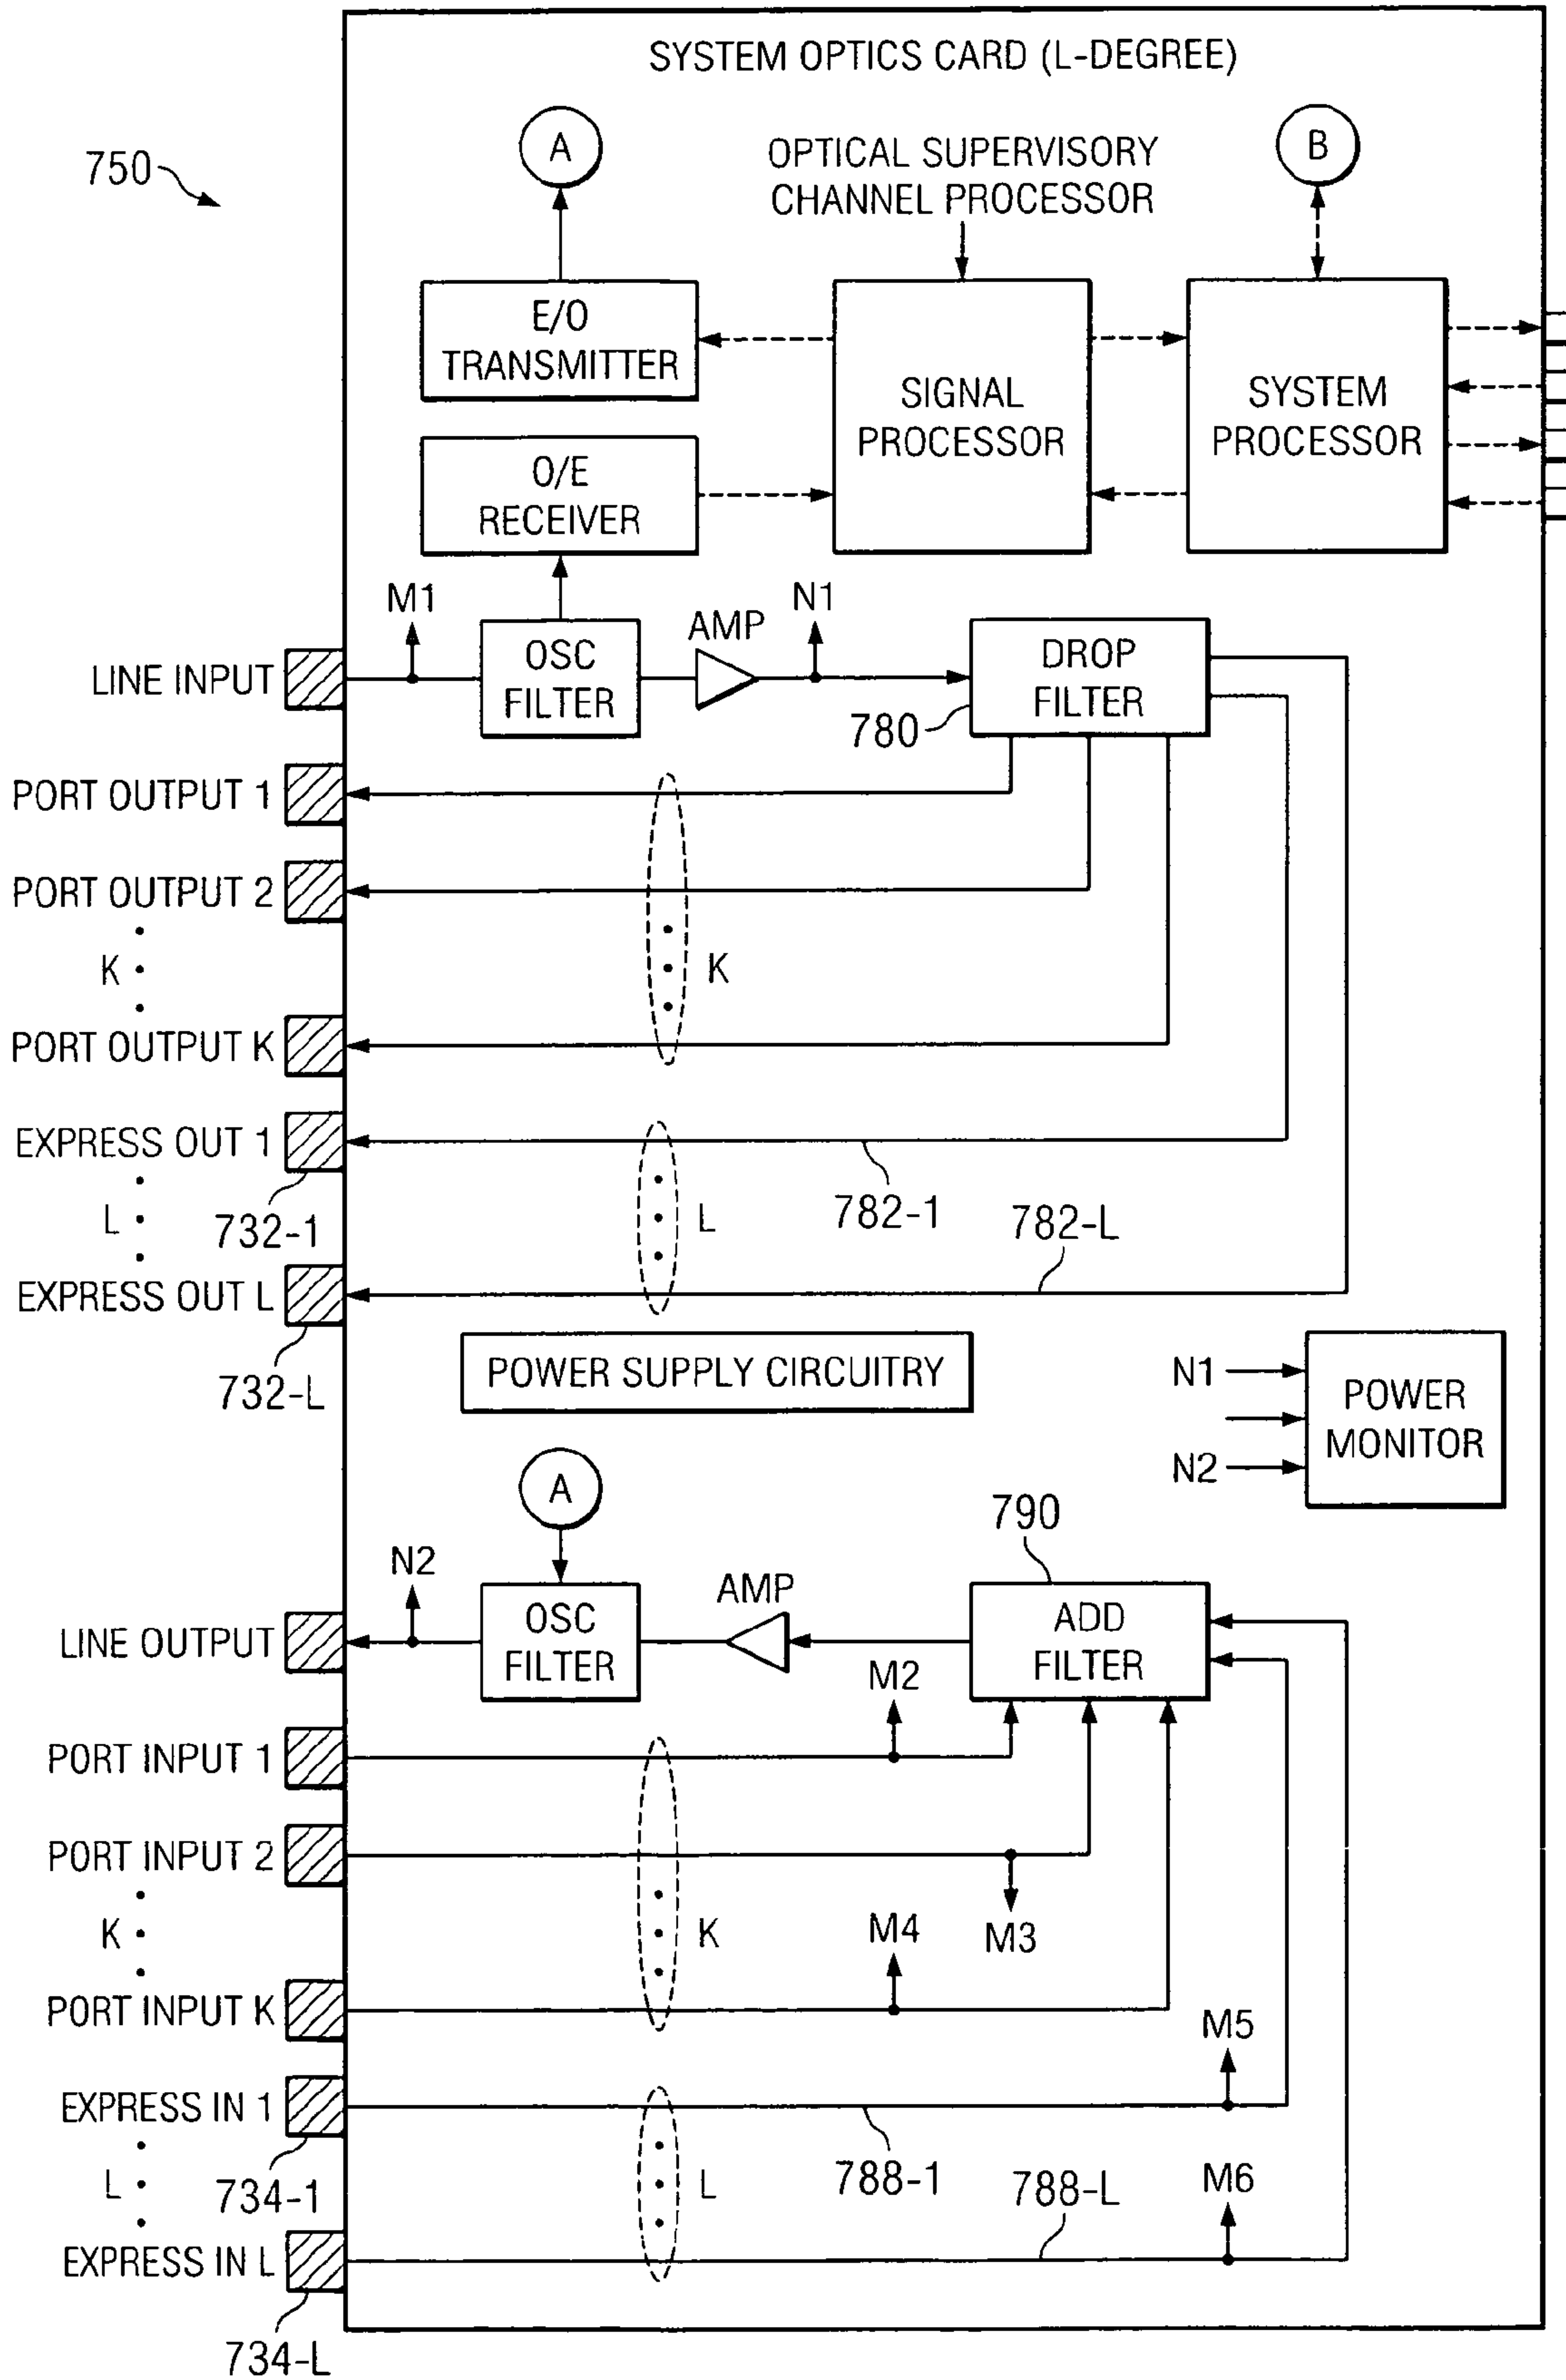 SYSTEM OPTICS CARD (L-DEGREE)
750
A
OPTICAL SUPERVISORY
CHANNEL PROCESSOR
B
E/O
TRANSMITTER
SIGNAL
PROCESSOR
SYSTEM
PROCESSOR
O/E
RECEIVER
M1
OSC
FILTER
AMP
N1
DROP
FILTER
LINE INPUT
780
PORT OUTPUT 1
PORT OUTPUT 2
K
K
PORT OUTPUT K
EXPRESS OUT 1
732-1
L
L
782-1
782-L
EXPRESS OUT L
732-L
POWER SUPPLY CIRCUITRY
N1
N2
POWER
MONITOR
A
790
N2
OSC
FILTER
AMP
ADD
FILTER
LINE OUTPUT
M2
PORT INPUT 1
PORT INPUT 2
M3
K
K
M4
PORT INPUT K
M5
EXPRESS IN 1
734-1
L
L
788-1
788-L
M6
EXPRESS IN L
734-L